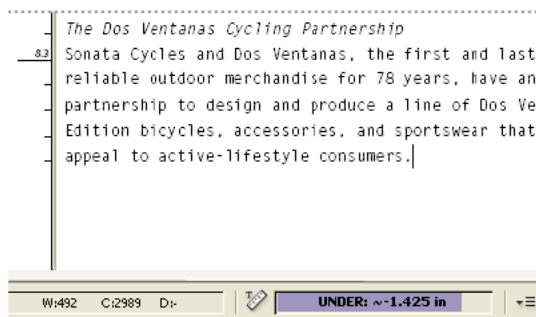 The Dos Ventanas Cycling Partnership
8.3
Sonata Cycles and Dos Ventanas, the first and last
reliable outdoor merchandise for 78 years, have an
partnership to design and produce a line of Dos Ve
Edition bicycles, accessories, and sportswear that
appeal to active-lifestyle consumers.
W:492 C:2989 D:- T UNDER: ~-1.425 in